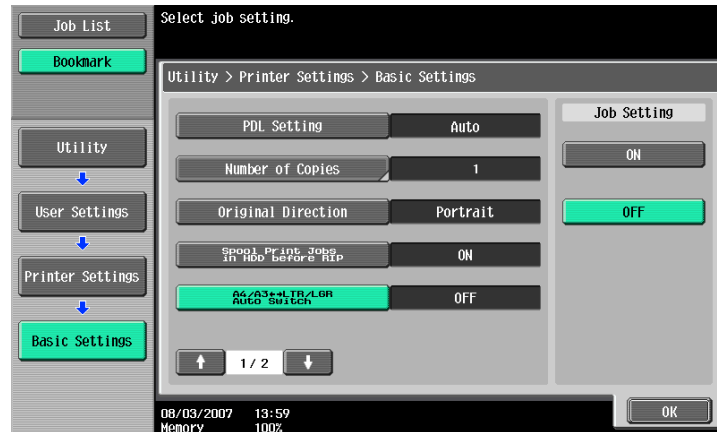 Job List
Select job setting.
Bookmark
Utility > Printer Settings > Basic Settings
Job Setting
PDL Setting
Auto
ON
Utility
Number of Copies
1
User Settings
Original Direction
Portrait
OFF
Spool Print Jobs
in HDD before RIP
ON
Printer Settings
A4/A3↔LTR/LGR
Auto Switch
OFF
Basic Settings
↑ 1/ 2 ↓
08/03/2007 13:59
Memory 100%
OK